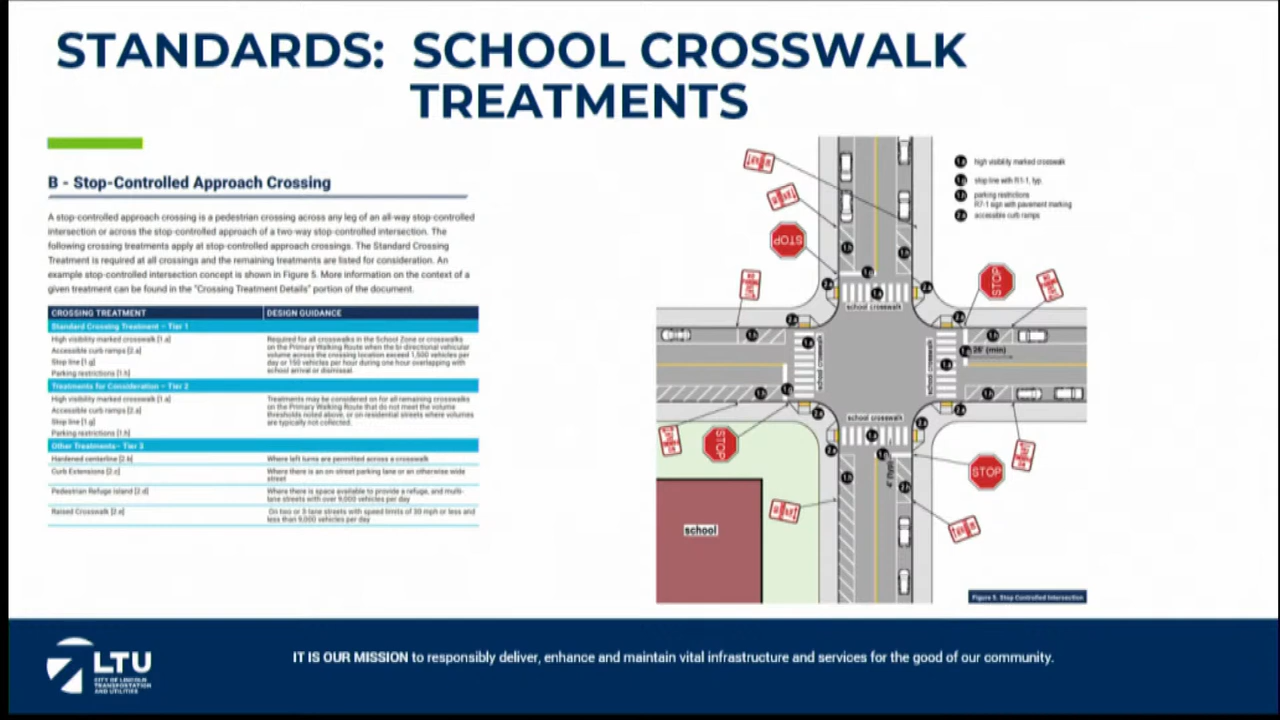 STANDARDS: SCHOOL CROSSWALK
TREATMENTS
B - Stop-Controlled Approach Crossing
A stop-controlled approach crossing is a pedestrian crossing across any leg of an all-way stop-controlled
intersection or across the stop-controlled approach of a two-way stop-controlled intersection. The
following crossing treatments apply at stop-controlled approach crossings. The Standard Crossing
Treatment is required at all crossings and the remaining treatments are listed for consideration. An
example stop-controlled intersection concept is shown in Figure 5. More information on the context of a
given treatment can be found in the "Crossing Treatment Details" portion of the document.
CROSSING TREATMENT DESIGN GUIDANCE
Standard Crossing Treatment – Tier 1
High visibility marked crosswalk [1.a]
Accessible curb ramps [2.a]
Stop line [1.g]
Parking restrictions [1.h]
Required for all crosswalks in the School Zone or crosswalks
on the Primary Walking Route when the bi-directional vehicular
volume across the crossing location exceed 1,500 vehicles per
day or 150 vehicles per hour during one hour overlapping with
school arrival or dismissal.
Treatments for Consideration – Tier 2
High visibility marked crosswalk [1.a]
Accessible curb ramps [2.a]
Stop line [1.g]
Parking restrictions [1.h]
Treatments may be considered on for all remaining crosswalks
on the Primary Walking Route that do not meet the volume
thresholds noted above, or on residential streets where volumes
are typically not collected.
Other Treatments– Tier 3
Hardened centerline [2.b] Where left turns are permitted across a crosswalk
Curb Extensions [2.c] Where there is an on-street parking lane or an otherwise wide
street
Pedestrian Refuge island [2.d] Where there is space available to provide a refuge, and multi-
lane streets with over 9,000 vehicles per day
Raised Crosswalk [2.e] On two or 3 lane streets with speed limits of 30 mph or less and
less than 9,000 vehicles per day
high visibility marked crosswalk
stop line with R1-1, typ.
parking restrictions
R7-1 sign with pavement marking
accessible curb ramps
STOP
STOP
school crosswalk
school crosswalk
school crosswalk
20' (min)
school crosswalk
STOP
STOP
school
Figure 5. Stop Controlled Intersection
LTU
CITY OF LINCOLN
TRANSPORTATION
AND UTILITIES
IT IS OUR MISSION to responsibly deliver, enhance and maintain vital infrastructure and services for the good of our community.